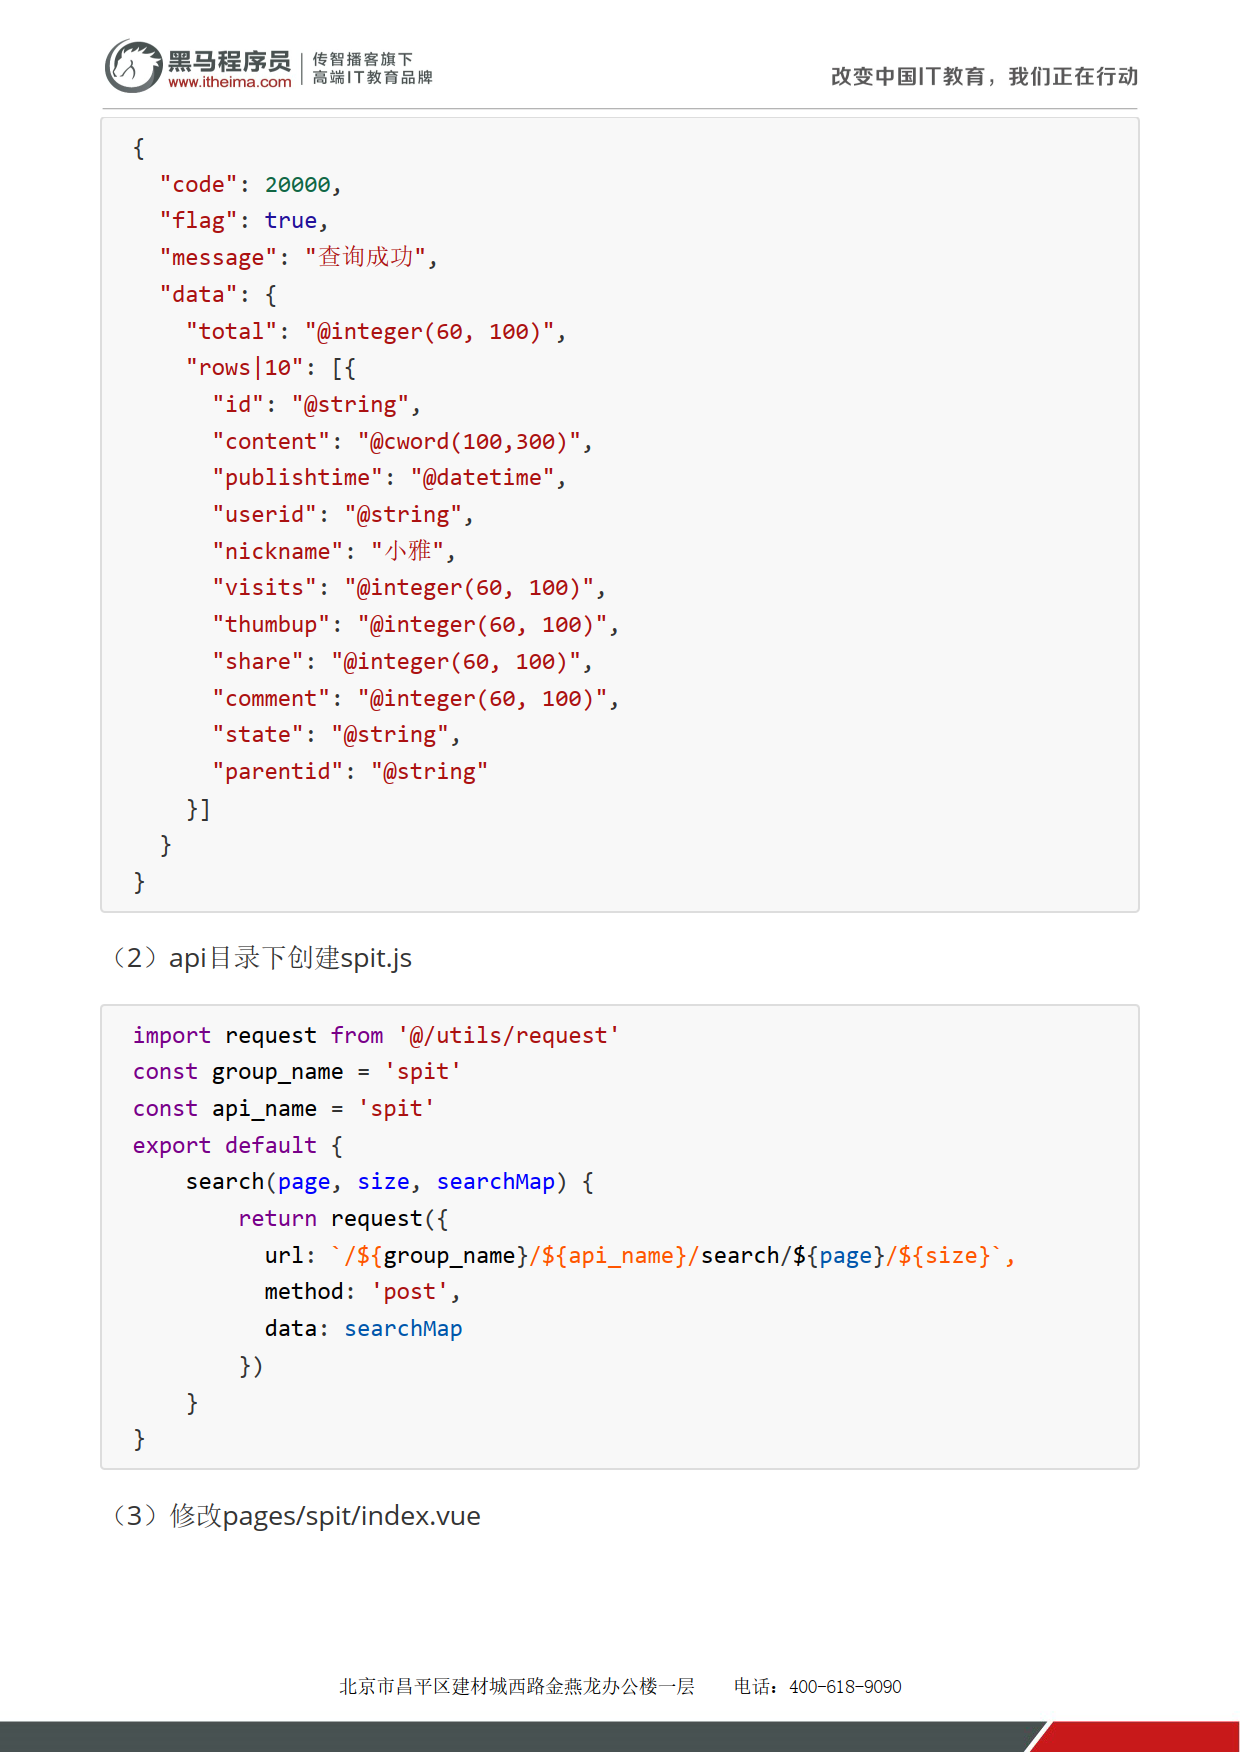 黑马程序员
www.itheima.com
传智播客旗下
高端IT教育品牌
改变中国IT教育，我们正在行动
{
  "code": 20000,
  "flag": true,
  "message": "查询成功",
  "data": {
    "total": "@integer(60, 100)",
    "rows|10": [{
      "id": "@string",
      "content": "@cword(100,300)",
      "publishtime": "@datetime",
      "userid": "@string",
      "nickname": "小雅",
      "visits": "@integer(60, 100)",
      "thumbup": "@integer(60, 100)",
      "share": "@integer(60, 100)",
      "comment": "@integer(60, 100)",
      "state": "@string",
      "parentid": "@string"
    }]
  }
}
（2）api目录下创建spit.js
import request from '@/utils/request'
const group_name = 'spit'
const api_name = 'spit'
export default {
    search(page, size, searchMap) {
        return request({
          url: `/${group_name}/${api_name}/search/${page}/${size}`,
          method: 'post',
          data: searchMap
        })
    }
}
（3）修改pages/spit/index.vue
北京市昌平区建材城西路金燕龙办公楼一层 电话：400-618-9090